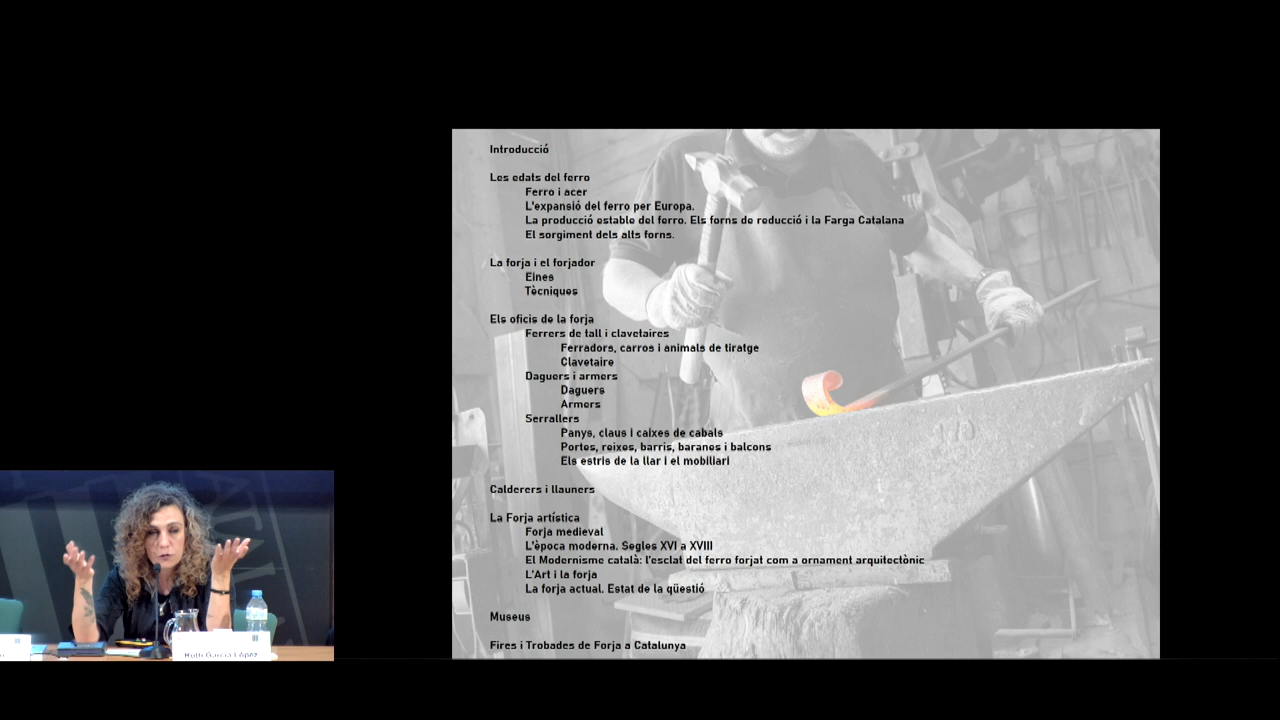 Introducció
Les edats del ferro
Ferro i acer
L'expansió del ferro per Europa.
La producció estable del ferro. Els forns de reducció i la Farga Catalana
El sorgiment dels alts forns.
La forja i el forjador
Eines
Tècniques
Els oficis de la forja
Ferrers de tall i clavetaires
Ferradors, carros i animals de tiratge
Clavetaire
Daguers i armers
Daguers
Armers
Serrallers
Panys, claus i caixes de cabals
Portes, reixes, barris, baranes i balcons
Els estris de la llar i el mobiliari
Calderers i llauners
La Forja artística
Forja medieval
L'època moderna. Segles XVI a XVIII
El Modernisme català: l'esclat del ferro forjat com a ornament arquitectònic
L'Art i la forja
La forja actual. Estat de la qüestió
Museus
Fires i Trobades de Forja a Catalunya
Ruth García López
170